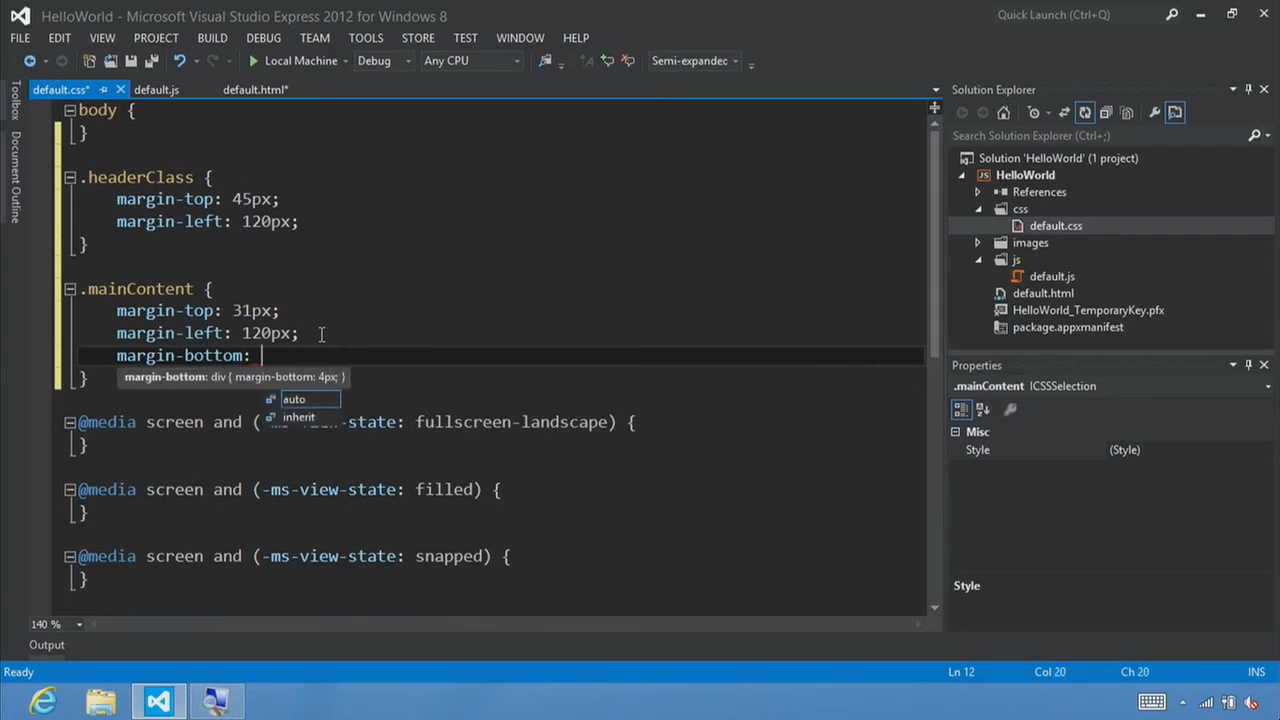 HelloWorld - Microsoft Visual Studio Express 2012 for Windows 8
Quick Launch (Ctrl+Q)
FILE EDIT VIEW PROJECT BUILD DEBUG TEAM TOOLS STORE TEST WINDOW HELP
Local Machine Debug Any CPU Semi-expandec
default.css* default.js default.html*
Toolbox
Document Outline
body {
}
.headerClass {
margin-top: 45px;
margin-left: 120px;
}
.mainContent {
margin-top: 31px;
margin-left: 120px;
margin-bottom:
}
margin-bottom: div { margin-bottom: 4px; }
auto
inherit
@media screen and (-ms-view-state: fullscreen-landscape) {
}
@media screen and (-ms-view-state: filled) {
}
@media screen and (-ms-view-state: snapped) {
}
140 %
Output
Solution Explorer
Search Solution Explorer (Ctrl+;)
Solution 'HelloWorld' (1 project)
JS HelloWorld
References
css
default.css
images
js
default.js
default.html
HelloWorld_TemporaryKey.pfx
package.appxmanifest
Properties
.mainContent ICSSSelection
Misc
Style (Style)
Style
Ready Ln 12 Col 20 Ch 20 INS